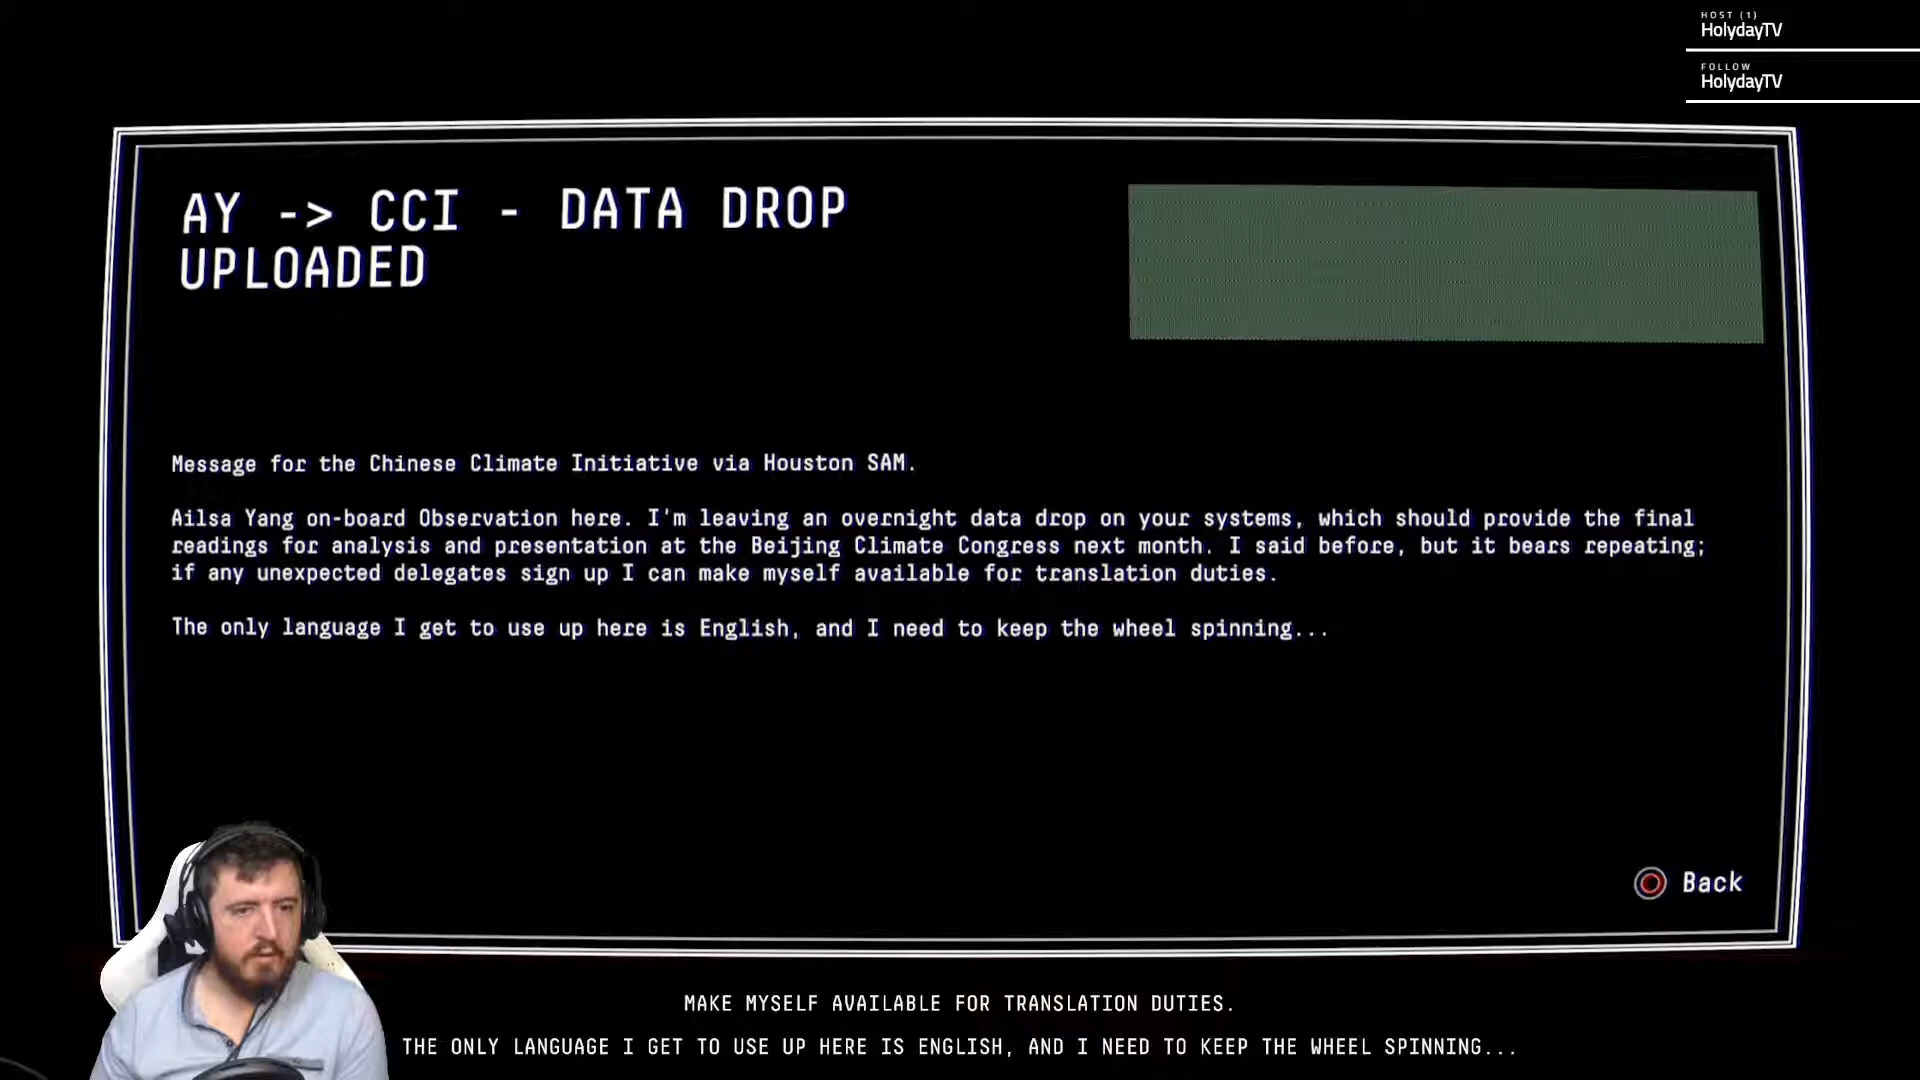 HOST (1)
HolydayTV
FOLLOW
HolydayTV
AY -> CCI - DATA DROP
UPLOADED
Message for the Chinese Climate Initiative via Houston SAM.
Ailsa Yang on-board Observation here. I'm leaving an overnight data drop on your systems, which should provide the final
readings for analysis and presentation at the Beijing Climate Congress next month. I said before, but it bears repeating;
if any unexpected delegates sign up I can make myself available for translation duties.
The only language I get to use up here is English, and I need to keep the wheel spinning...
Back
MAKE MYSELF AVAILABLE FOR TRANSLATION DUTIES.
THE ONLY LANGUAGE I GET TO USE UP HERE IS ENGLISH, AND I NEED TO KEEP THE WHEEL SPINNING...